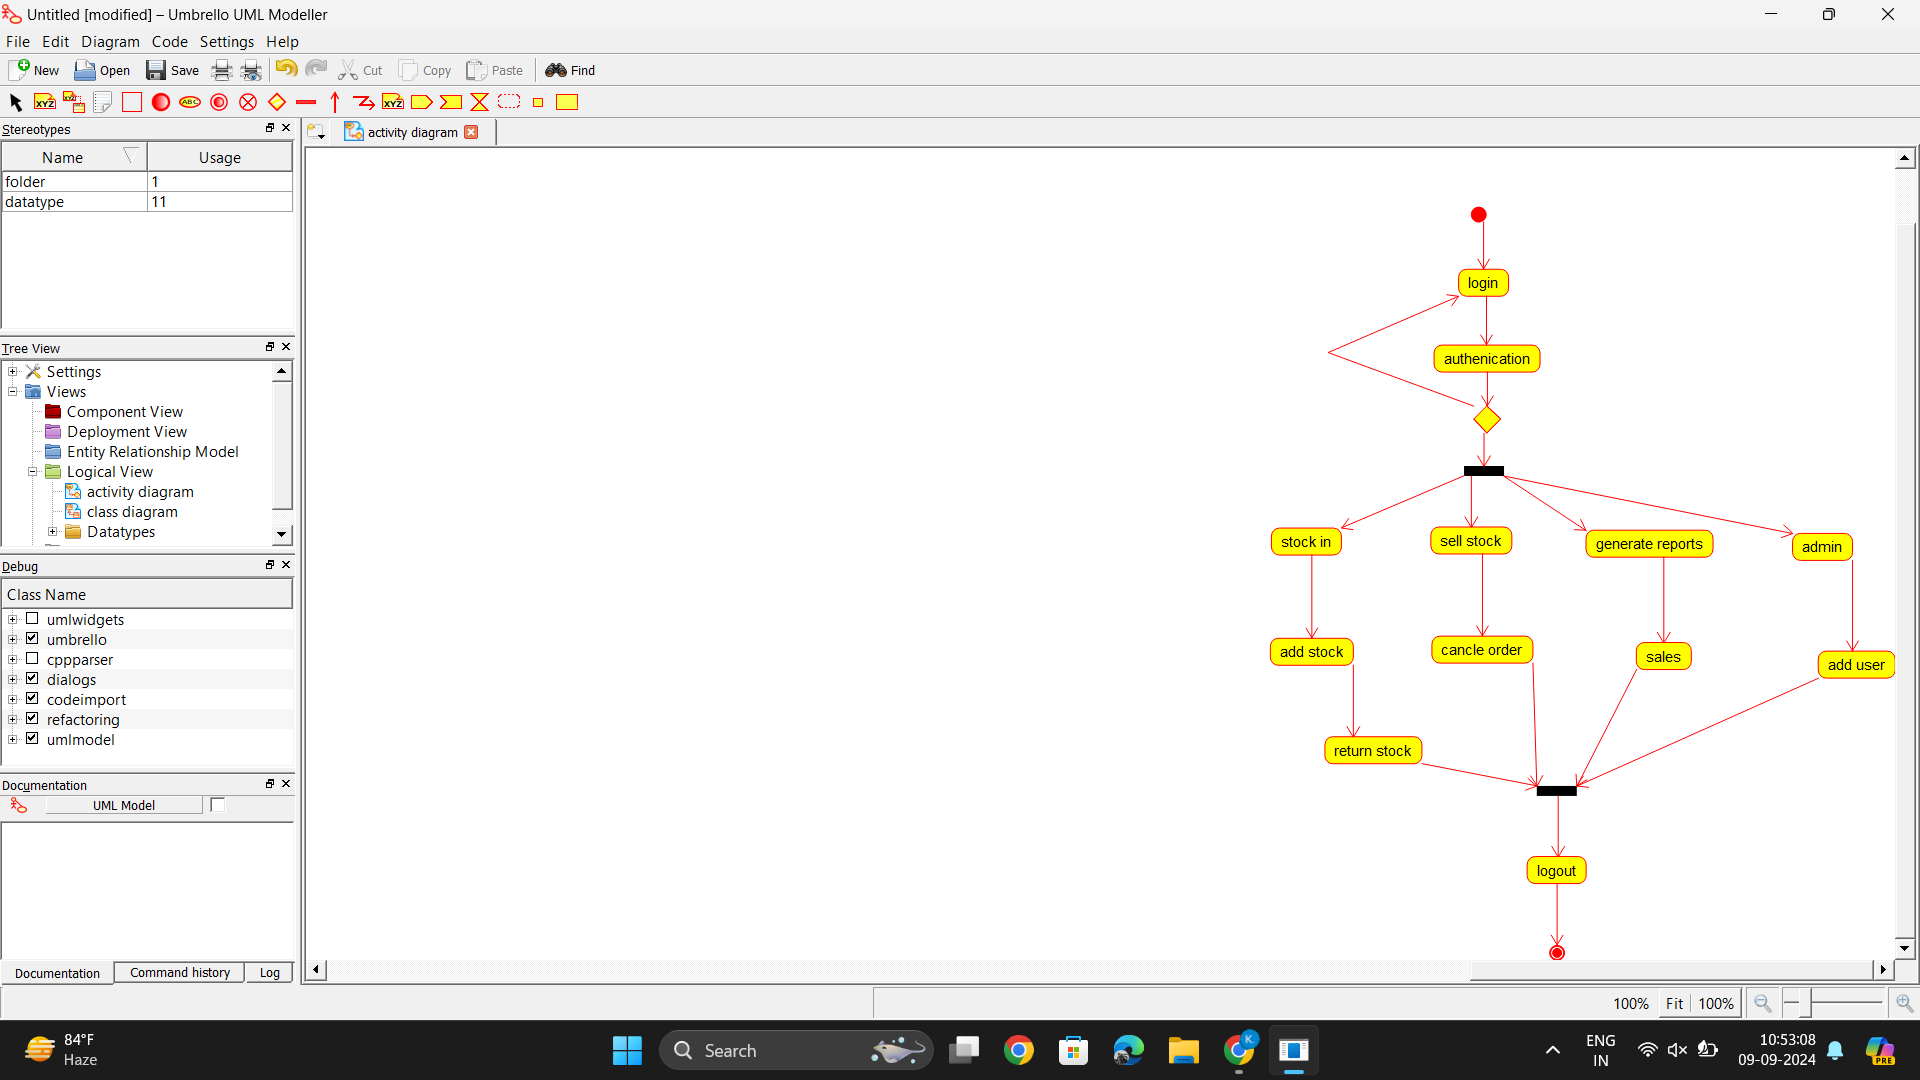 Untitled [modified] – Umbrello UML Modeller
File Edit Diagram Code Settings Help
New Open Save Cut Copy Paste Find
XYZ XYZ ABC XYZ
Stereotypes
activity diagram
Name Usage
folder 1
datatype 11
Tree View
Settings
Views
Component View
Deployment View
Entity Relationship Model
Logical View
activity diagram
class diagram
Datatypes
Debug
Class Name
umlwidgets
umbrello
cppparser
dialogs
codeimport
refactoring
umlmodel
Documentation
UML Model
Documentation Command history Log
login
authenication
stock in sell stock generate reports admin
add stock cancle order sales add user
return stock
logout
100% Fit 100%
84°F
Haze
Search
K
ENG
IN
10:53:08
09-09-2024
PRE